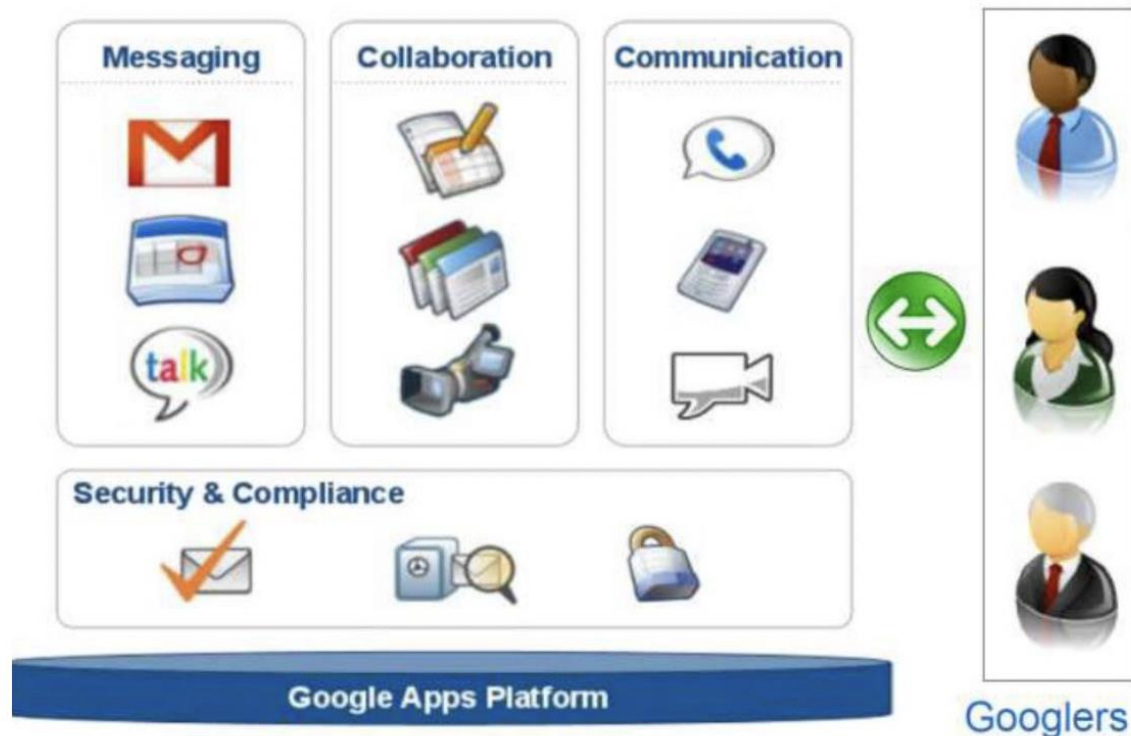 Messaging
Collaboration
Communication
talk
Security & Compliance
Google Apps Platform
Googlers